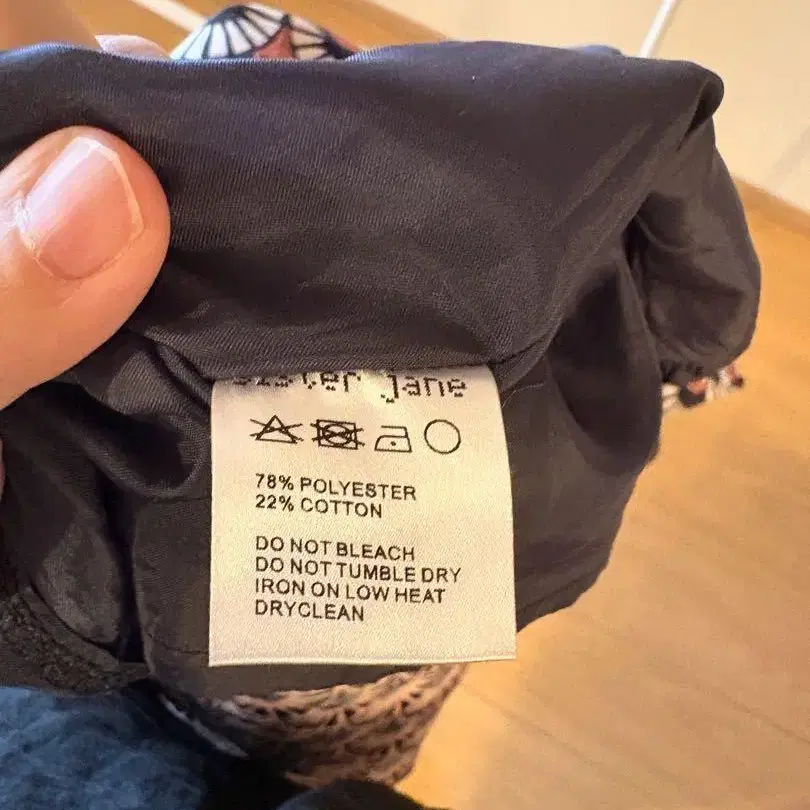 sister jane
78% POLYESTER
22% COTTON
DO NOT BLEACH
DO NOT TUMBLE DRY
IRON ON LOW HEAT
DRYCLEAN